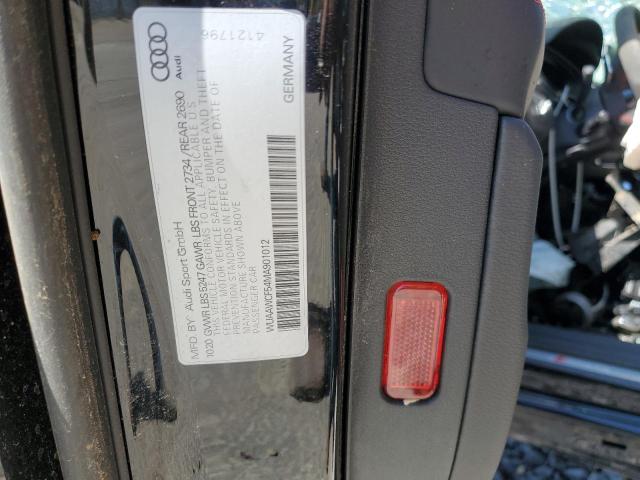 Audi
4121796
MFD. BY Audi Sport GmbH
10.20 GVWR LBS 5247 GAWR LBS FRONT 2734 /REAR 2690
THIS VEHICLE CONFORMS TO ALL APPLICABLE U.S.
FEDERAL MOTOR VEHICLE SAFETY, BUMPER AND THEFT
PREVENTION STANDARDS IN EFFECT ON THE DATE OF
MANUFACTURE SHOWN ABOVE
PASSENGER CAR
WUAAWCF54MA901012
GERMANY